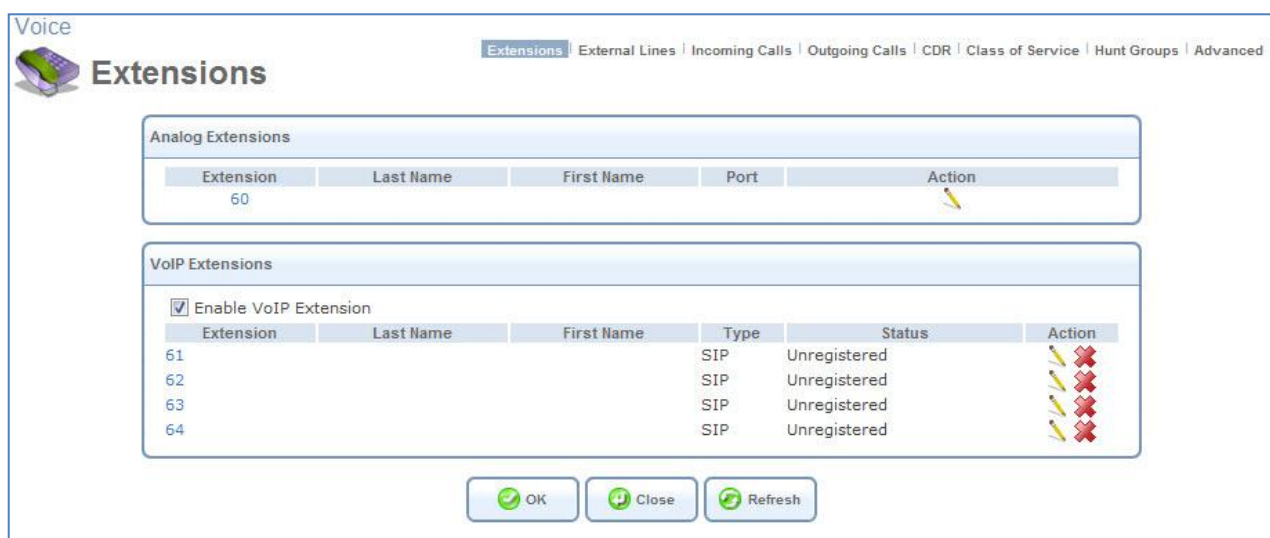 Voice
Extensions
Extensions | External Lines | Incoming Calls | Outgoing Calls | CDR | Class of Service | Hunt Groups | Advanced
Analog Extensions
Extension Last Name First Name Port Action
60
VoIP Extensions
Enable VoIP Extension
Extension Last Name First Name Type Status Action
61 SIP Unregistered
62 SIP Unregistered
63 SIP Unregistered
64 SIP Unregistered
OK Close Refresh